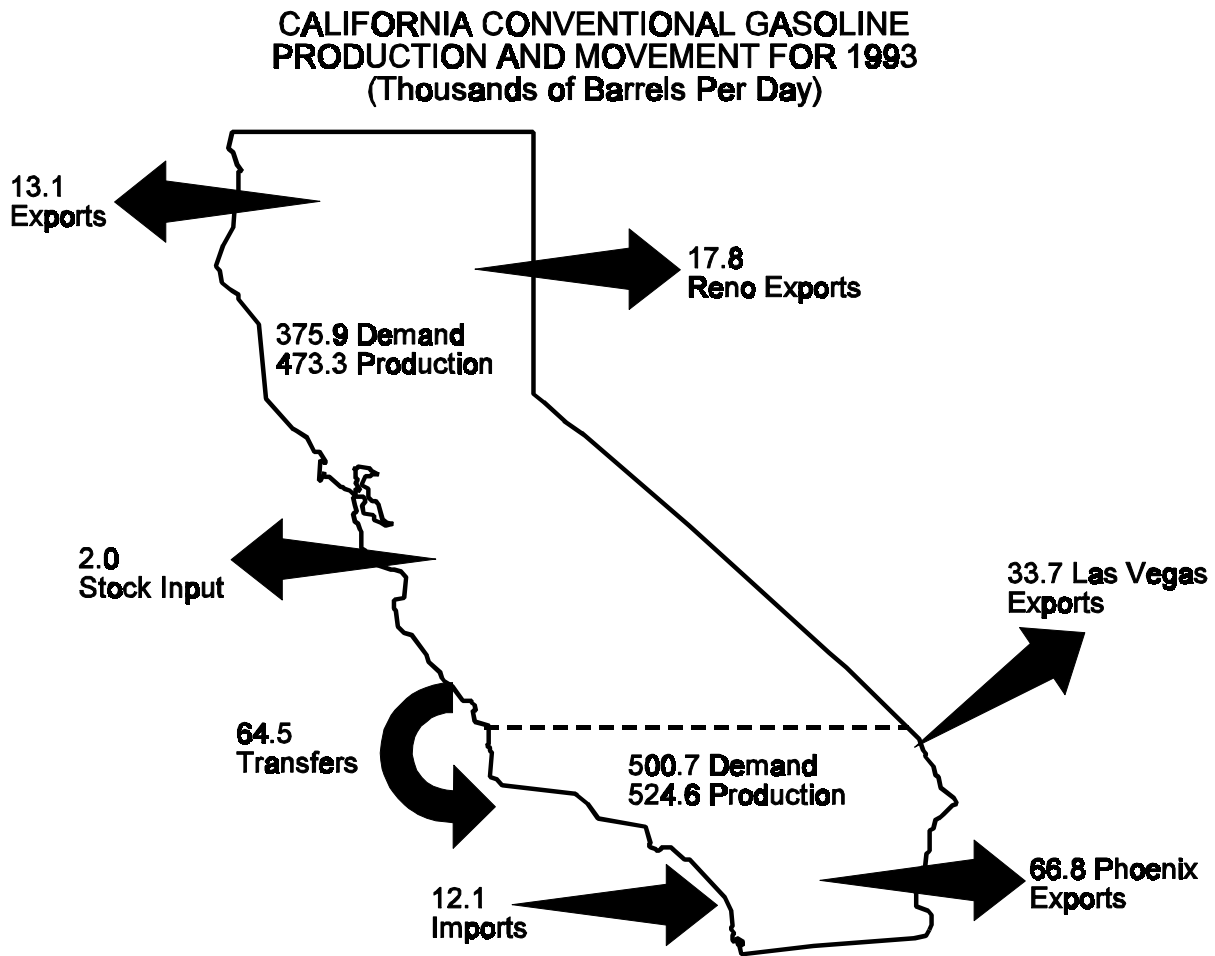 CALIFORNIA CONVENTIONAL GASOLINE
PRODUCTION AND MOVEMENT FOR 1993
(Thousands of Barrels Per Day)
13.1
Exports
17.8
Reno Exports
375.9 Demand
473.3 Production
2.0
Stock Input
33.7 Las Vegas
Exports
64.5
Transfers
500.7 Demand
524.6 Production
66.8 Phoenix
Exports
12.1
Imports